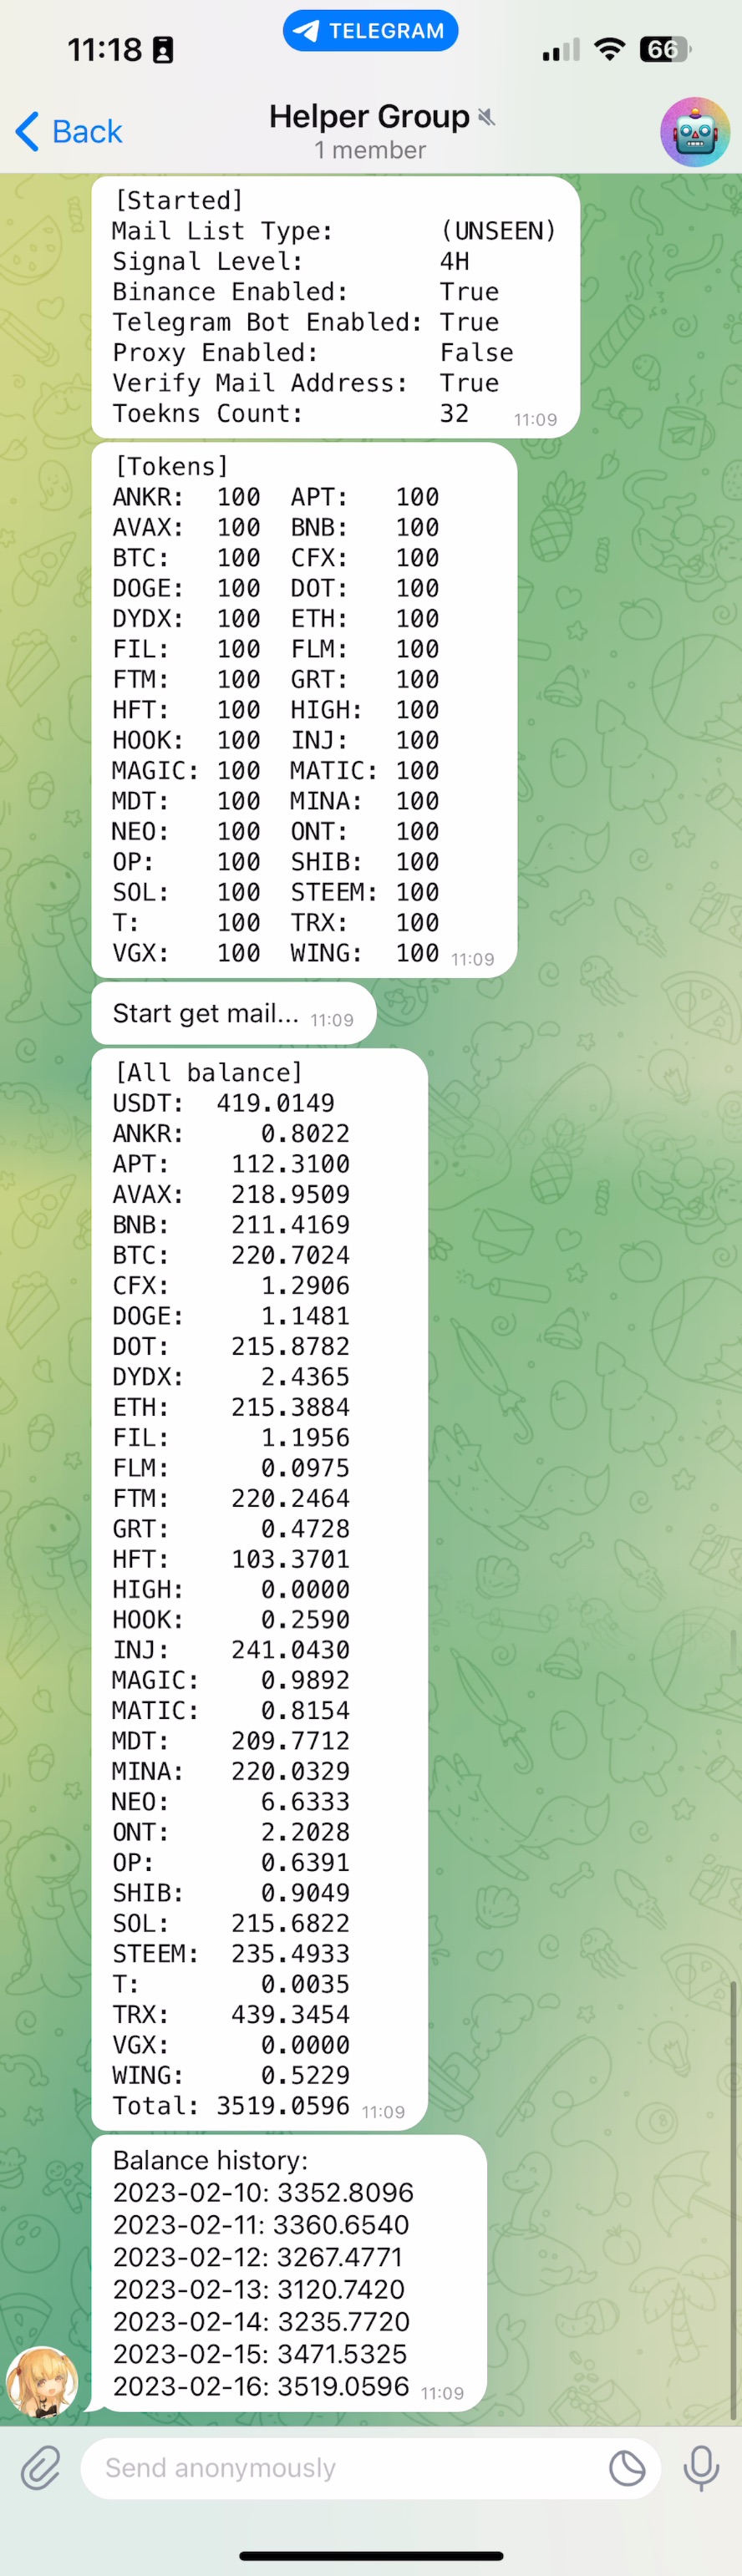 11:18
TELEGRAM
66
Back
Helper Group
1 member
[Started]
Mail List Type: (UNSEEN)
Signal Level: 4H
Binance Enabled: True
Telegram Bot Enabled: True
Proxy Enabled: False
Verify Mail Address: True
Toekns Count: 32 11:09
[Tokens]
ANKR: 100 APT: 100
AVAX: 100 BNB: 100
BTC: 100 CFX: 100
DOGE: 100 DOT: 100
DYDX: 100 ETH: 100
FIL: 100 FLM: 100
FTM: 100 GRT: 100
HFT: 100 HIGH: 100
HOOK: 100 INJ: 100
MAGIC: 100 MATIC: 100
MDT: 100 MINA: 100
NEO: 100 ONT: 100
OP: 100 SHIB: 100
SOL: 100 STEEM: 100
T: 100 TRX: 100
VGX: 100 WING: 100 11:09
Start get mail... 11:09
[All balance]
USDT: 419.0149
ANKR: 0.8022
APT: 112.3100
AVAX: 218.9509
BNB: 211.4169
BTC: 220.7024
CFX: 1.2906
DOGE: 1.1481
DOT: 215.8782
DYDX: 2.4365
ETH: 215.3884
FIL: 1.1956
FLM: 0.0975
FTM: 220.2464
GRT: 0.4728
HFT: 103.3701
HIGH: 0.0000
HOOK: 0.2590
INJ: 241.0430
MAGIC: 0.9892
MATIC: 0.8154
MDT: 209.7712
MINA: 220.0329
NEO: 6.6333
ONT: 2.2028
OP: 0.6391
SHIB: 0.9049
SOL: 215.6822
STEEM: 235.4933
T: 0.0035
TRX: 439.3454
VGX: 0.0000
WING: 0.5229
Total: 3519.0596 11:09
Balance history:
2023-02-10: 3352.8096
2023-02-11: 3360.6540
2023-02-12: 3267.4771
2023-02-13: 3120.7420
2023-02-14: 3235.7720
2023-02-15: 3471.5325
2023-02-16: 3519.0596 11:09
Send anonymously